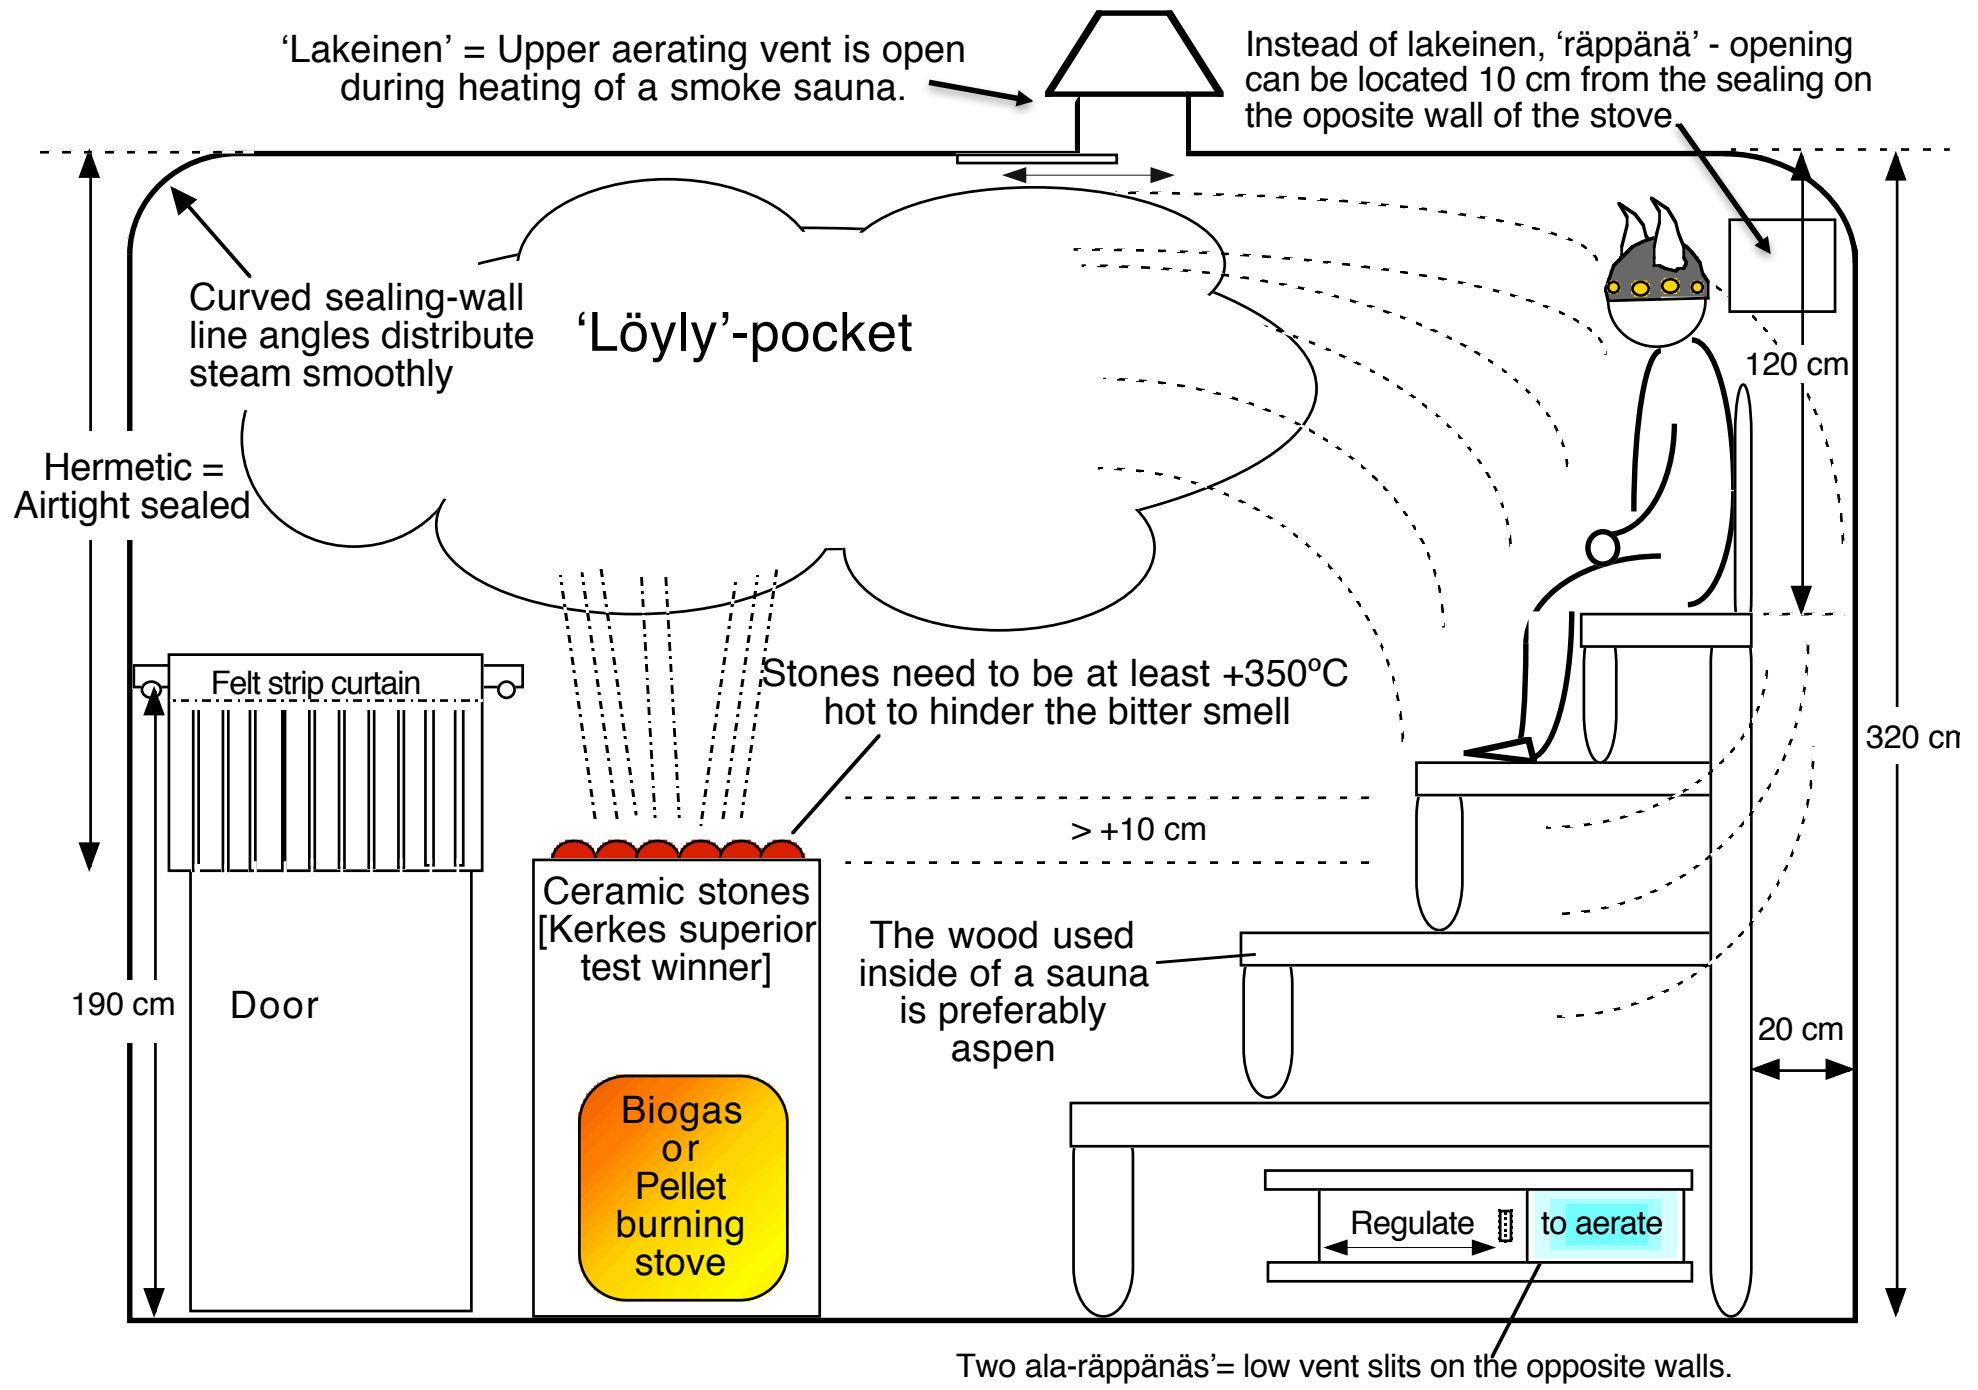 ‘Lakeinen’ = Upper aerating vent is open
during heating of a smoke sauna.
Instead of lakeinen, ‘räppänä’ - opening
can be located 10 cm from the sealing on
the oposite wall of the stove.
Curved sealing-wall
line angles distribute
steam smoothly
‘Löyly’-pocket
120 cm
Hermetic =
Airtight sealed
Felt strip curtain
Stones need to be at least +350ºC
hot to hinder the bitter smell
320 cm
> +10 cm
Ceramic stones
[Kerkes superior
test winner]
The wood used
inside of a sauna
is preferably
aspen
190 cm
Door
20 cm
Biogas
or
Pellet
burning
stove
Regulate
to aerate
Two ala-räppänäs’= low vent slits on the opposite walls.